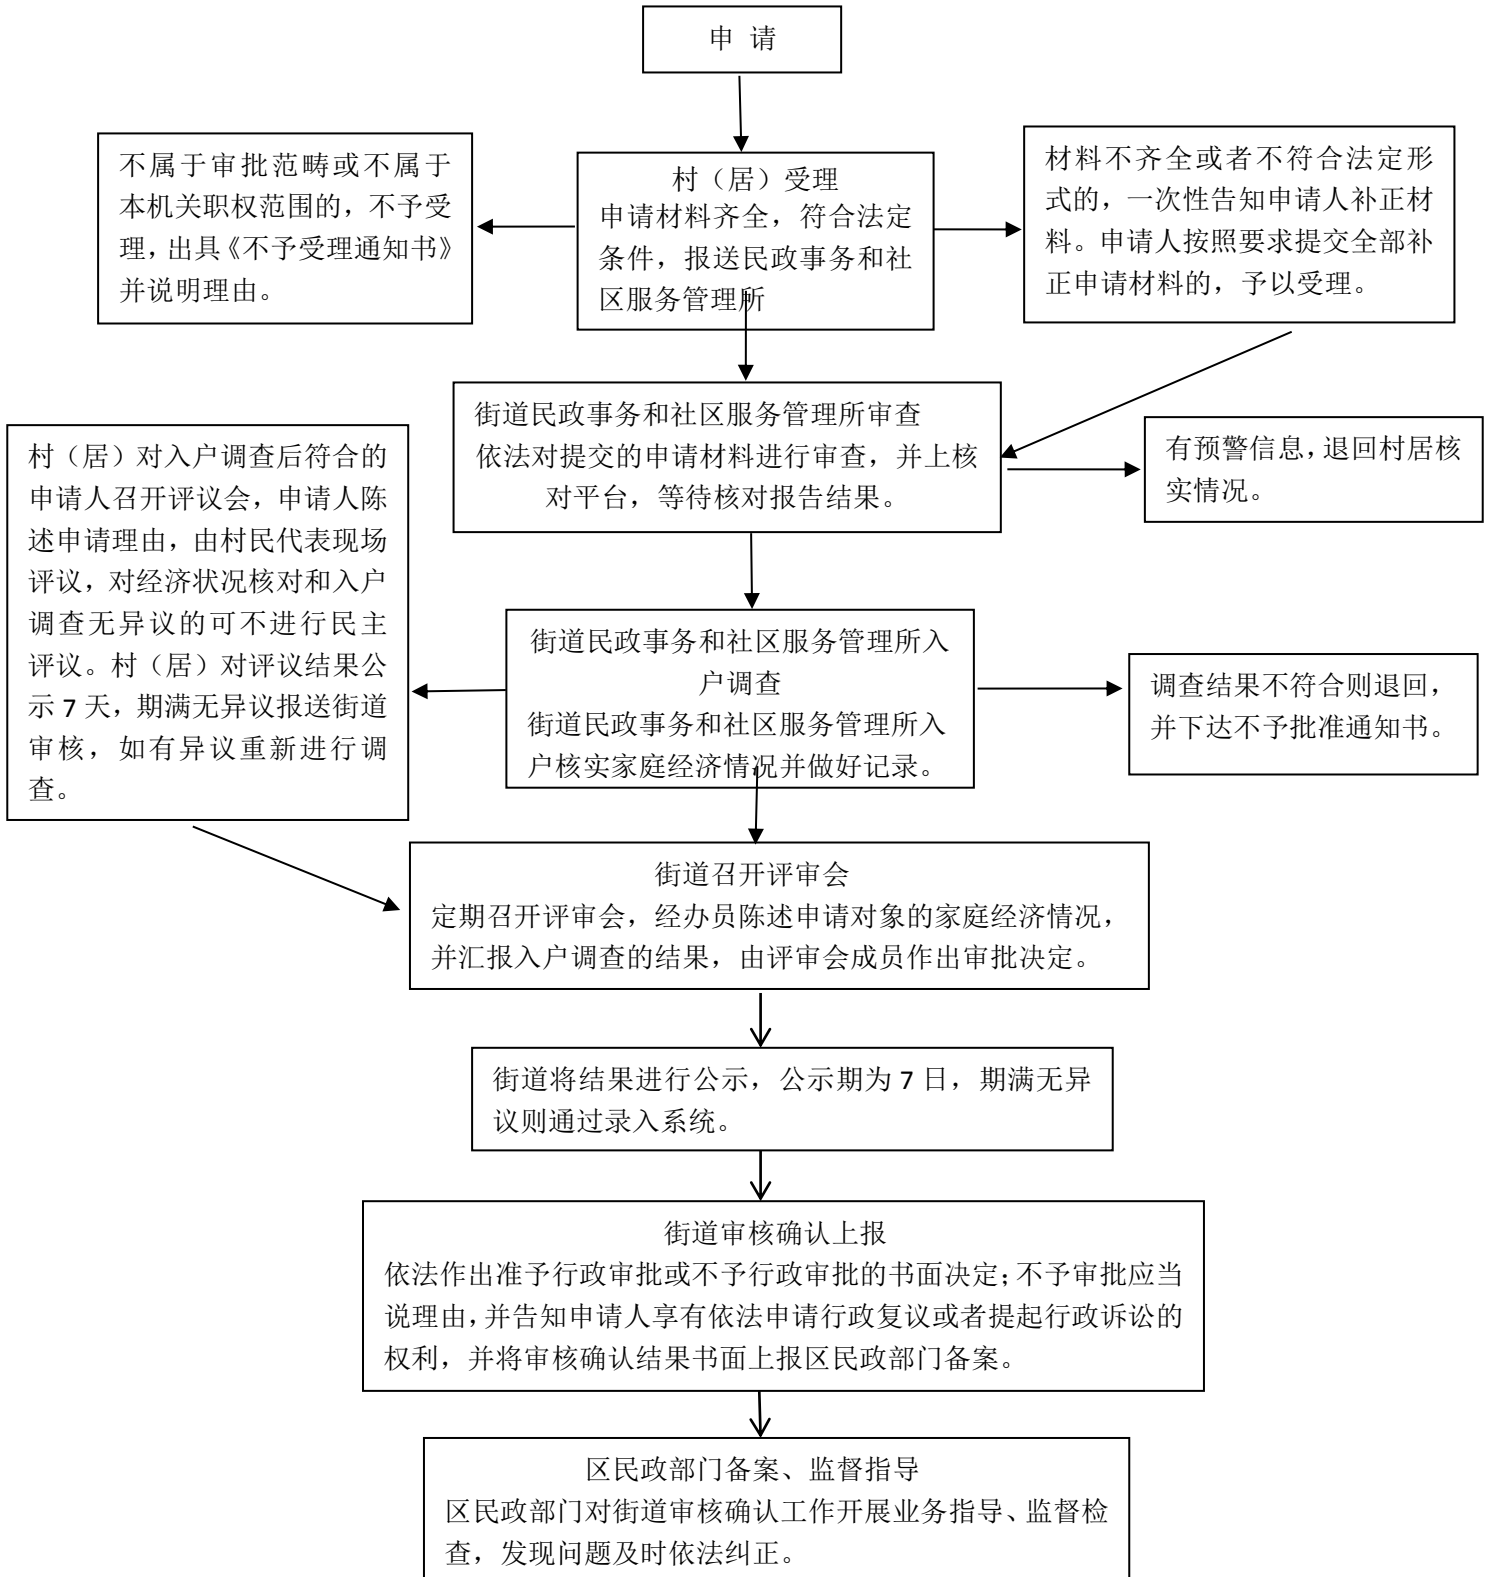 申 请
不属于审批范畴或不属于
本机关职权范围的，不予受
理，出具《不予受理通知书》
并说明理由。
村（居）受理
申请材料齐全，符合法定
条件，报送民政事务和社
区服务管理所
材料不齐全或者不符合法定形
式的，一次性告知申请人补正材
料。申请人按照要求提交全部补
正申请材料的，予以受理。
街道民政事务和社区服务管理所审查
依法对提交的申请材料进行审查，并上核
对平台，等待核对报告结果。
有预警信息，退回村居核
实情况。
村（居）对入户调查后符合的
申请人召开评议会，申请人陈
述申请理由，由村民代表现场
评议，对经济状况核对和入户
调查无异议的可不进行民主
评议。村（居）对评议结果公
示 7 天，期满无异议报送街道
审核，如有异议重新进行调
查。
街道民政事务和社区服务管理所入
户调查
街道民政事务和社区服务管理所入
户核实家庭经济情况并做好记录。
调查结果不符合则退回，
并下达不予批准通知书。
街道召开评审会
定期召开评审会，经办员陈述申请对象的家庭经济情况，
并汇报入户调查的结果，由评审会成员作出审批决定。
街道将结果进行公示，公示期为 7 日，期满无异
议则通过录入系统。
街道审核确认上报
依法作出准予行政审批或不予行政审批的书面决定；不予审批应当
说理由，并告知申请人享有依法申请行政复议或者提起行政诉讼的
权利，并将审核确认结果书面上报区民政部门备案。
区民政部门备案、监督指导
区民政部门对街道审核确认工作开展业务指导、监督检
查，发现问题及时依法纠正。